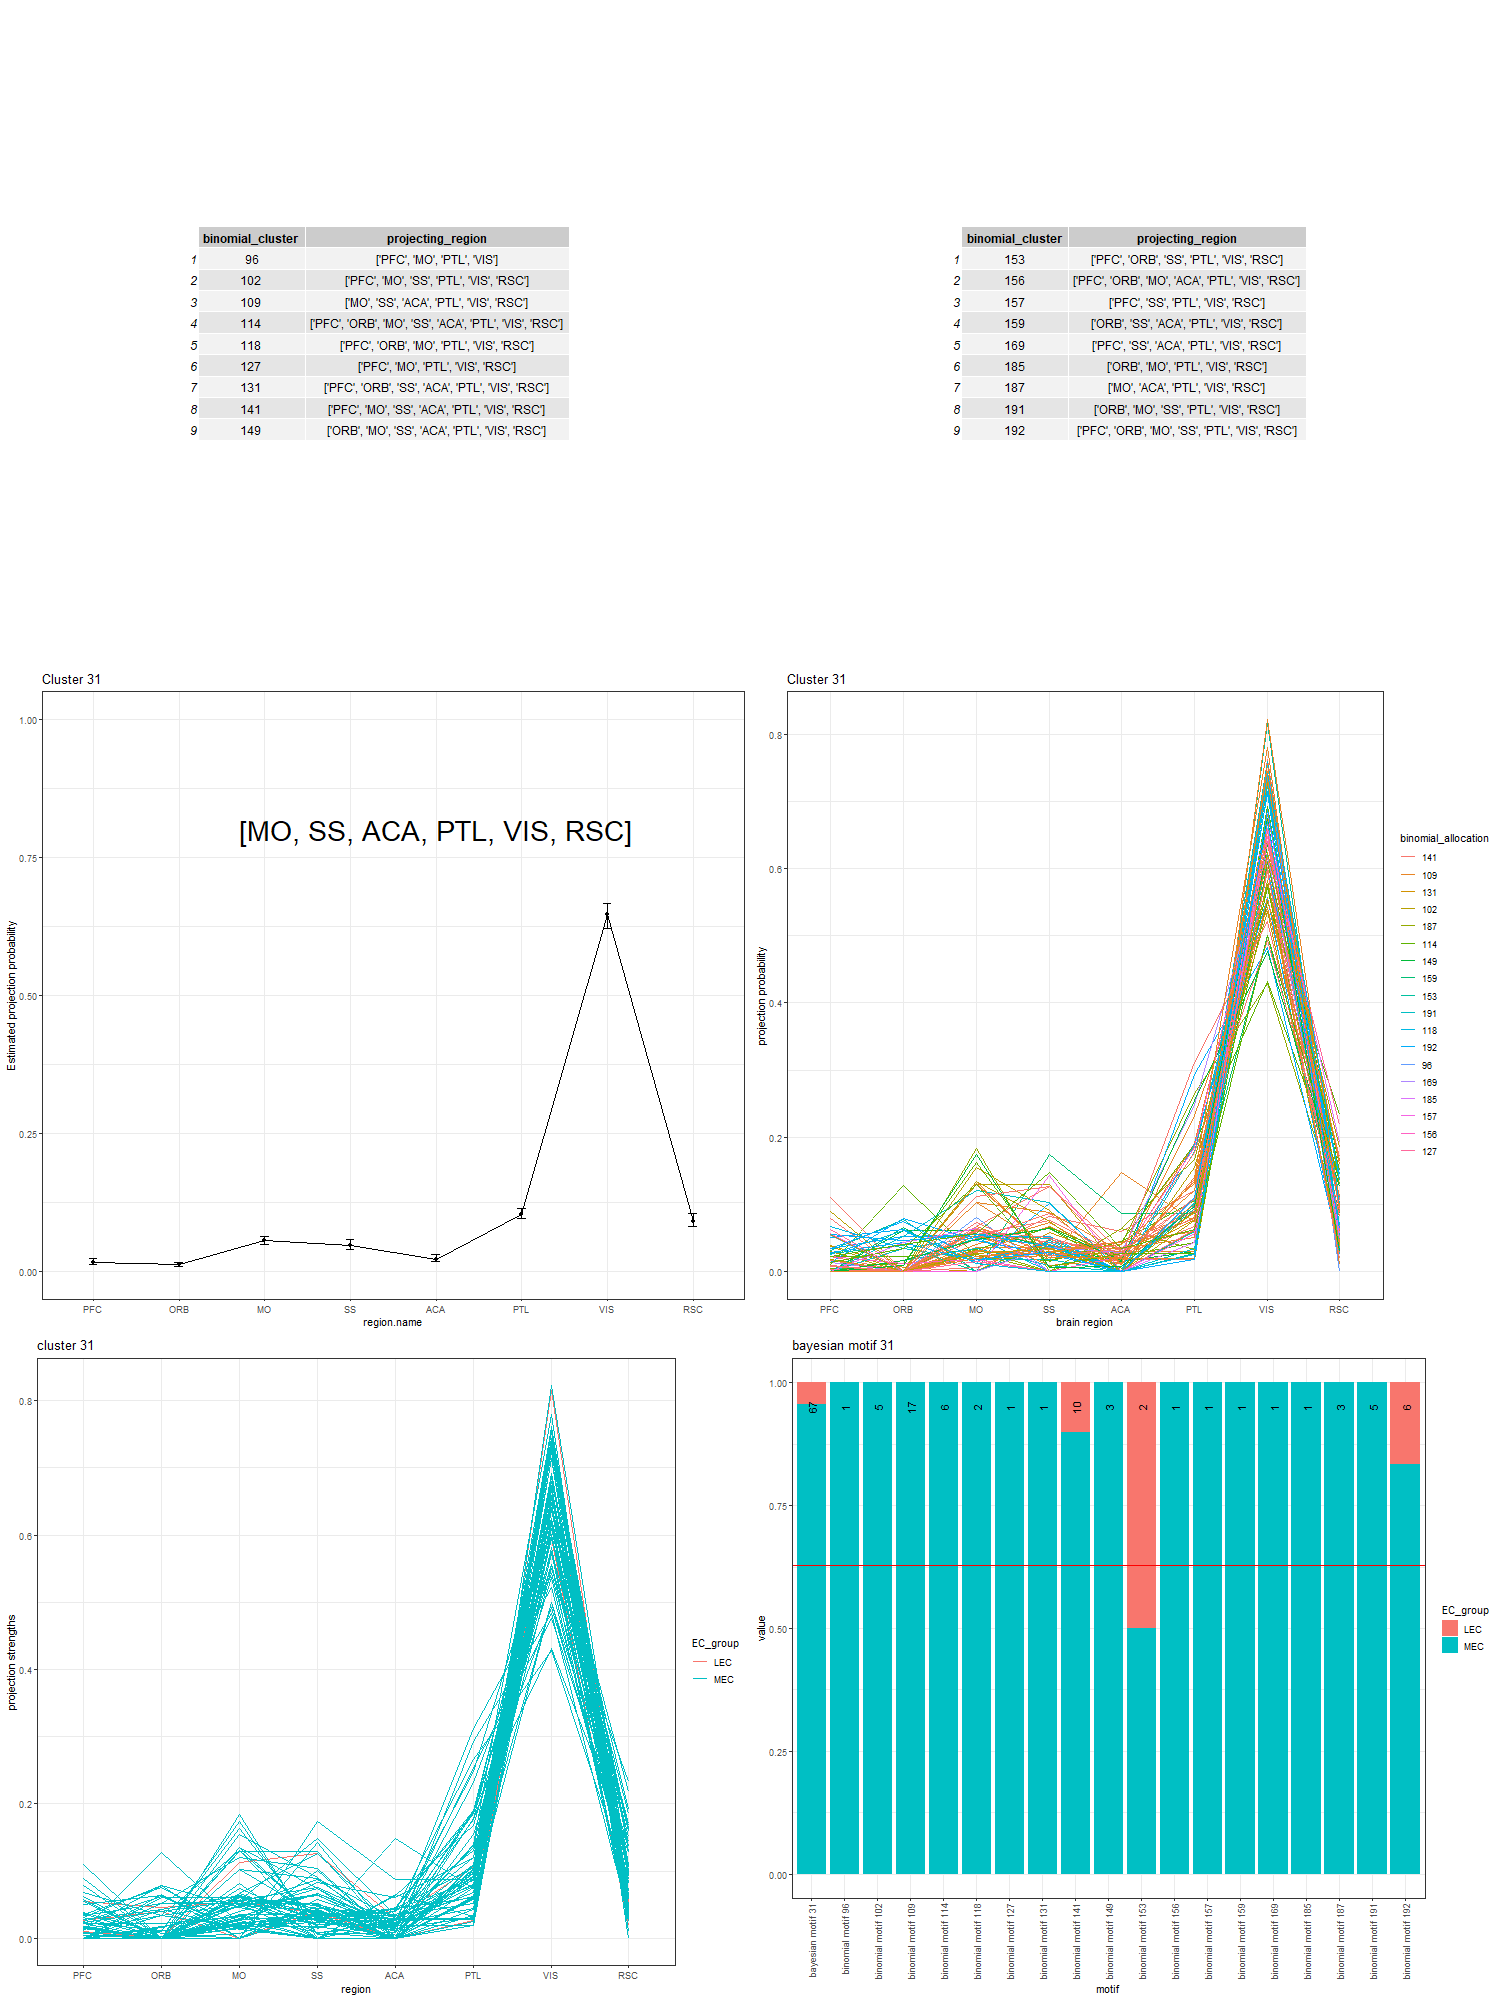 binomial_cluster projecting_region
1 96 ['PFC', 'MO', 'PTL', 'VIS']
2 102 ['PFC', 'MO', 'SS', 'PTL', 'VIS', 'RSC']
3 109 ['MO', 'SS', 'ACA', 'PTL', 'VIS', 'RSC']
4 114 ['PFC', 'ORB', 'MO', 'SS', 'ACA', 'PTL', 'VIS', 'RSC']
5 118 ['PFC', 'ORB', 'MO', 'PTL', 'VIS', 'RSC']
6 127 ['PFC', 'MO', 'PTL', 'VIS', 'RSC']
7 131 ['PFC', 'ORB', 'SS', 'ACA', 'PTL', 'VIS', 'RSC']
8 141 ['PFC', 'MO', 'SS', 'ACA', 'PTL', 'VIS', 'RSC']
9 149 ['ORB', 'MO', 'SS', 'ACA', 'PTL', 'VIS', 'RSC']
binomial_cluster projecting_region
1 153 ['PFC', 'ORB', 'SS', 'PTL', 'VIS', 'RSC']
2 156 ['PFC', 'ORB', 'MO', 'ACA', 'PTL', 'VIS', 'RSC']
3 157 ['PFC', 'SS', 'PTL', 'VIS', 'RSC']
4 159 ['ORB', 'SS', 'ACA', 'PTL', 'VIS', 'RSC']
5 169 ['PFC', 'SS', 'ACA', 'PTL', 'VIS', 'RSC']
6 185 ['ORB', 'MO', 'PTL', 'VIS', 'RSC']
7 187 ['MO', 'ACA', 'PTL', 'VIS', 'RSC']
8 191 ['ORB', 'MO', 'SS', 'PTL', 'VIS', 'RSC']
9 192 ['PFC', 'ORB', 'MO', 'SS', 'PTL', 'VIS', 'RSC']
Cluster 31
Estimated projection probability
1.00
0.75
0.50
0.25
0.00
[MO, SS, ACA, PTL, VIS, RSC]
PFC ORB MO SS ACA PTL VIS RSC
region.name
Cluster 31
projection probability
0.8
0.6
0.4
0.2
0.0
PFC ORB MO SS ACA PTL VIS RSC
brain region
binomial_allocation
141
109
131
102
187
114
149
159
153
191
118
192
96
169
185
157
156
127
cluster 31
projection strengths
0.8
0.6
0.4
0.2
0.0
PFC ORB MO SS ACA PTL VIS RSC
region
EC_group
LEC
MEC
bayesian motif 31
value
1.00
0.75
0.50
0.25
0.00
67 1 5 17 6 2 1 1 10 3 2 1 1 1 1 1 3 5 6
bayesian motif 31
binomial motif 96
binomial motif 102
binomial motif 109
binomial motif 114
binomial motif 118
binomial motif 127
binomial motif 131
binomial motif 141
binomial motif 149
binomial motif 153
binomial motif 156
binomial motif 157
binomial motif 159
binomial motif 169
binomial motif 185
binomial motif 187
binomial motif 191
binomial motif 192
motif
EC_group
LEC
MEC